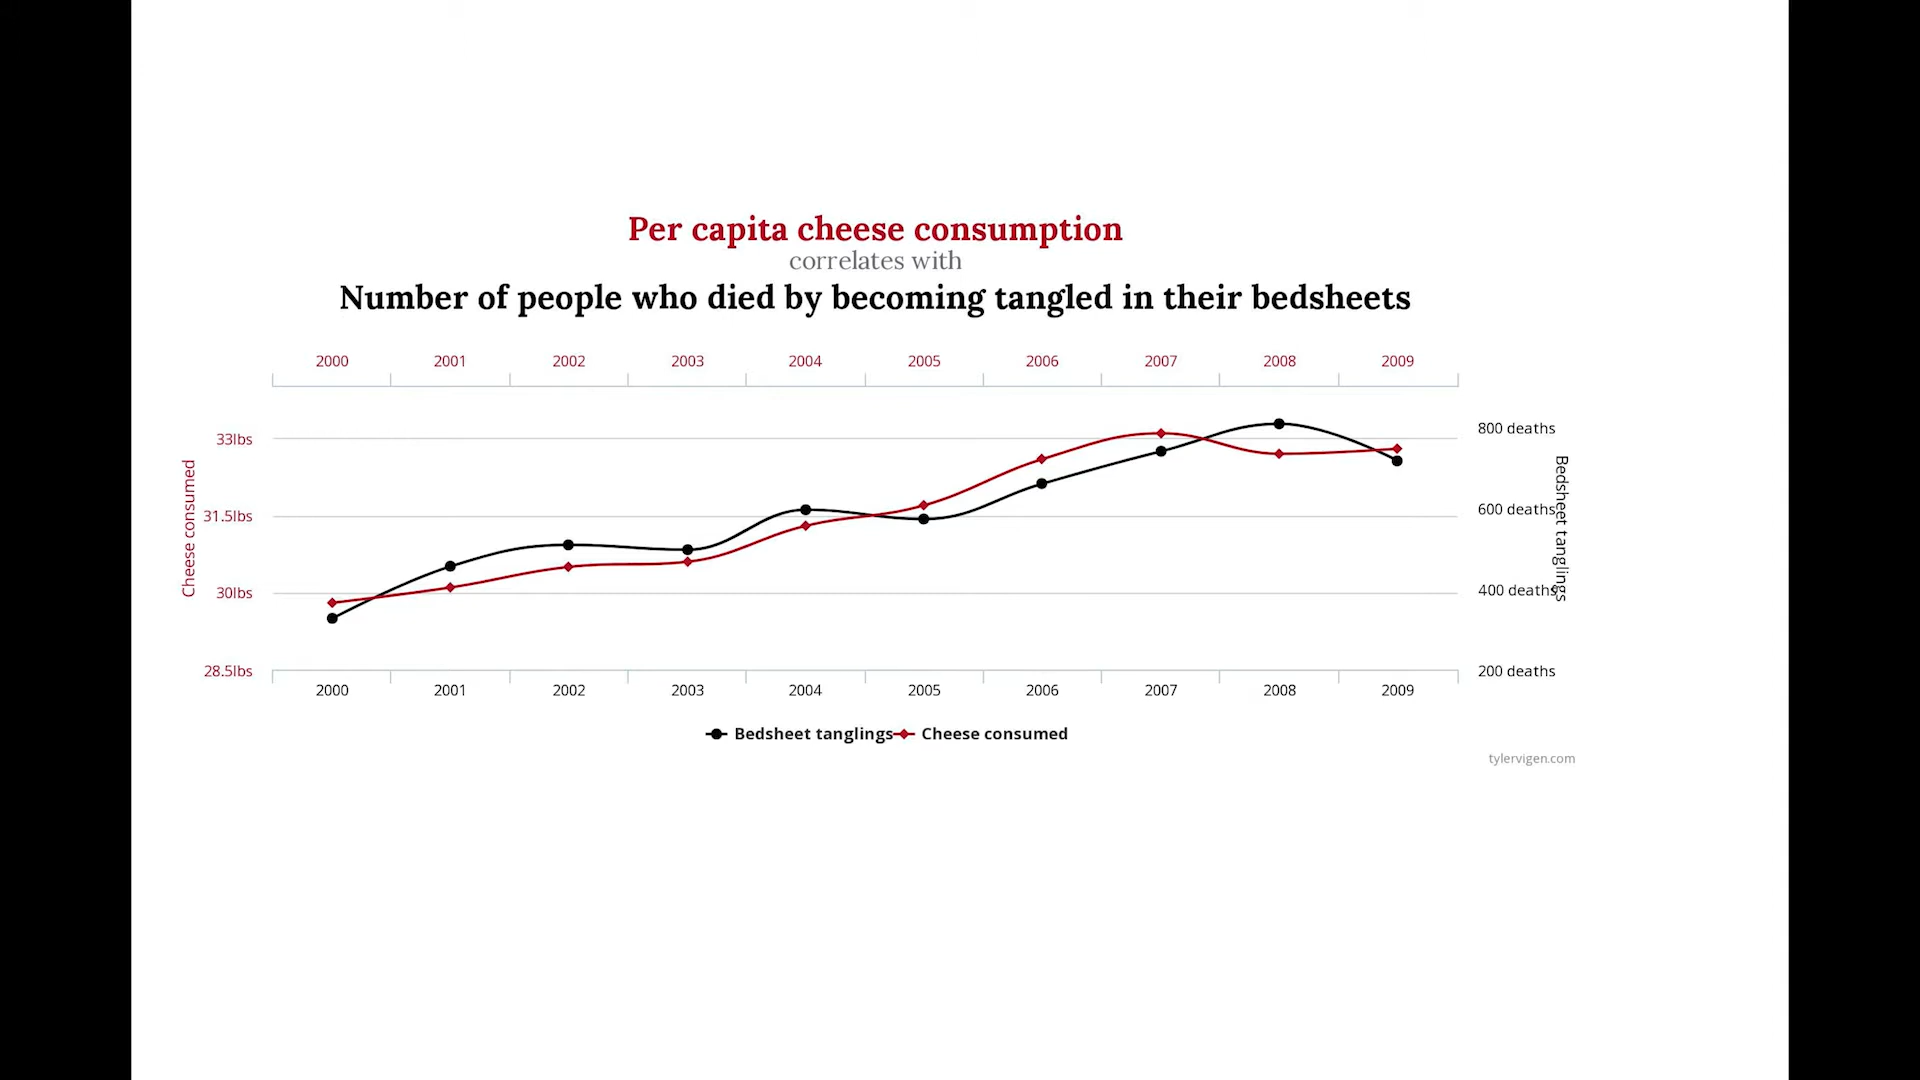 Per capita cheese consumption
correlates with
Number of people who died by becoming tangled in their bedsheets
2000 2001 2002 2003 2004 2005 2006 2007 2008 2009
33lbs
31.5lbs
30lbs
28.5lbs
Cheese consumed
800 deaths
600 deaths
400 deaths
200 deaths
Bedsheet tanglings
2000 2001 2002 2003 2004 2005 2006 2007 2008 2009
Bedsheet tanglings Cheese consumed
tylervigen.com